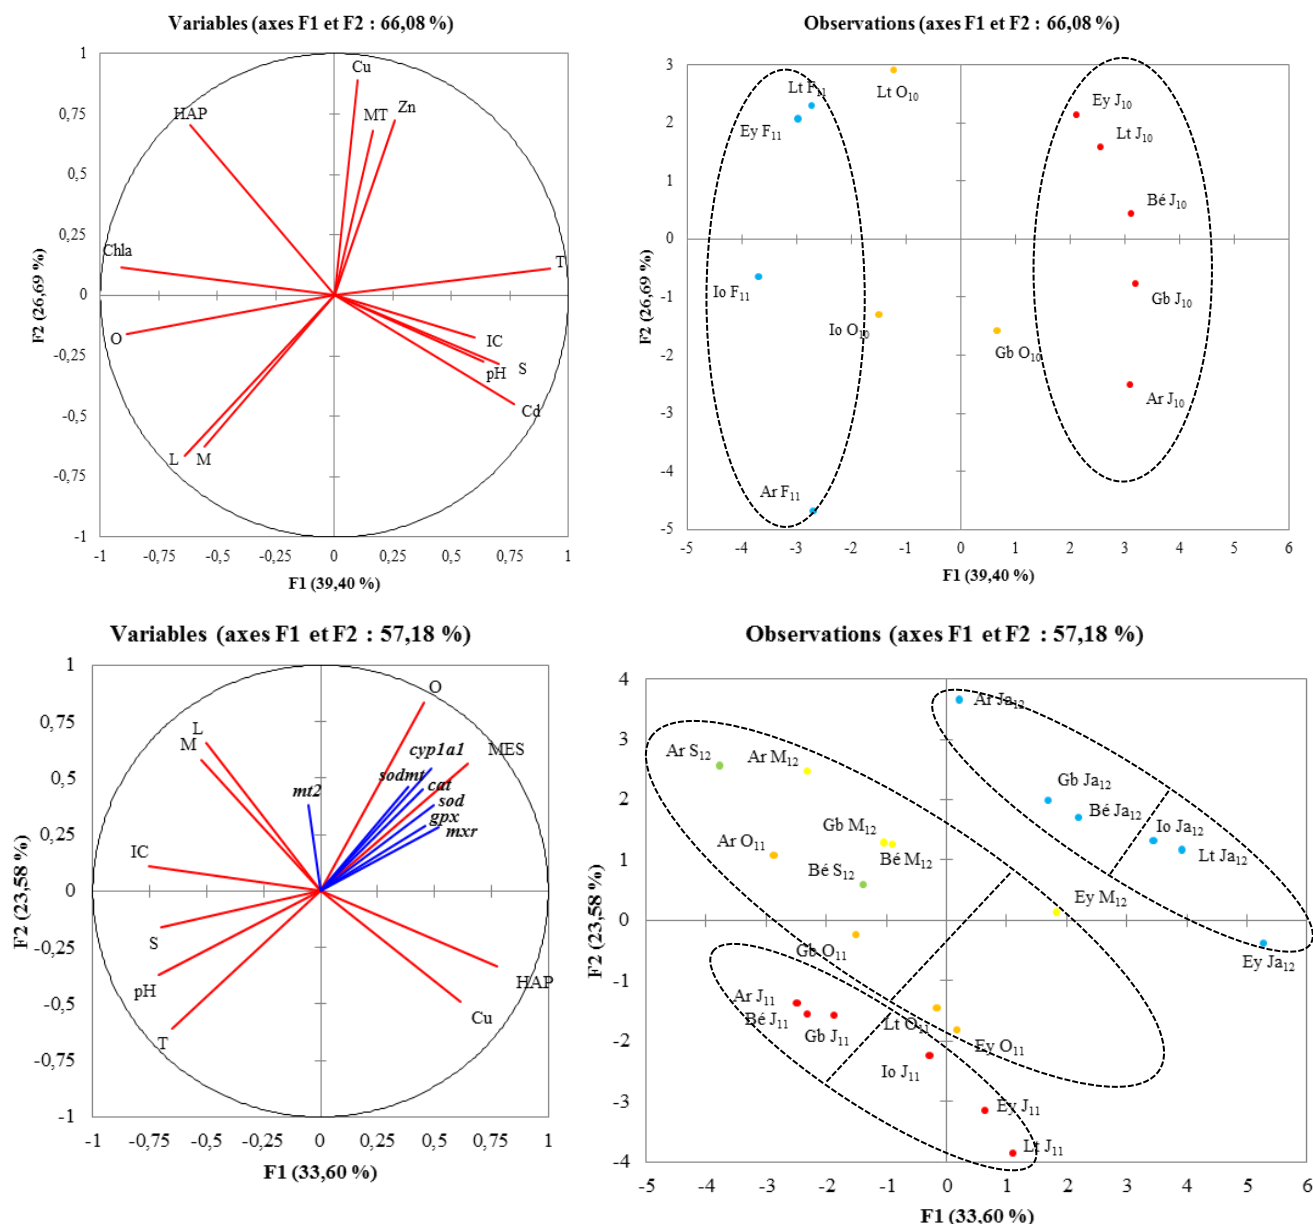 Variables (axes F1 et F2 : 66,08 %)
1
0,75
0,5
0,25
0
-0,25
-0,5
-0,75
-1
F2 (26,69 %)
Cu
HAP
MT
Zn
Chla
T
O
IC
S
pH
Cd
L
M
-1
-0,75
-0,5
-0,25
0
0,25
0,5
0,75
1
F1 (39,40 %)
Observations (axes F1 et F2 : 66,08 %)
3
2
1
0
-1
-2
-3
-4
-5
F2 (26,69 %)
Lt F11
Lt O10
Ey F11
Ey J10
Lt J10
Bé J10
Io F11
Gb J10
Io O10
Gb O10
Ar J10
Ar F11
-5
-4
-3
-2
-1
0
1
2
3
4
5
6
F1 (39,40 %)
Variables (axes F1 et F2 : 57,18 %)
1
0,75
0,5
0,25
0
-0,25
-0,5
-0,75
-1
F2 (23,58 %)
O
L
M
cyp1a1
MES
sodmt
cat
mt2
sod
gpx
mxr
IC
S
pH
HAP
Cu
T
-1
-0,75
-0,5
-0,25
0
0,25
0,5
0,75
1
F1 (33,60 %)
Observations (axes F1 et F2 : 57,18 %)
4
3
2
1
0
-1
-2
-3
-4
F2 (23,58 %)
Ar Ja12
Ar S12
Ar M12
Gb Ja12
Bé Ja12
Gb M12
Io Ja12
Ar O11
Bé M12
Lt Ja12
Bé S12
Ey M12
Gb O11
Ey Ja12
Ar J11
Bé J11
Gb J11
Lt O11
Ey O11
Io J11
Ey J11
Lt J11
-5
-4
-3
-2
-1
0
1
2
3
4
5
6
F1 (33,60 %)